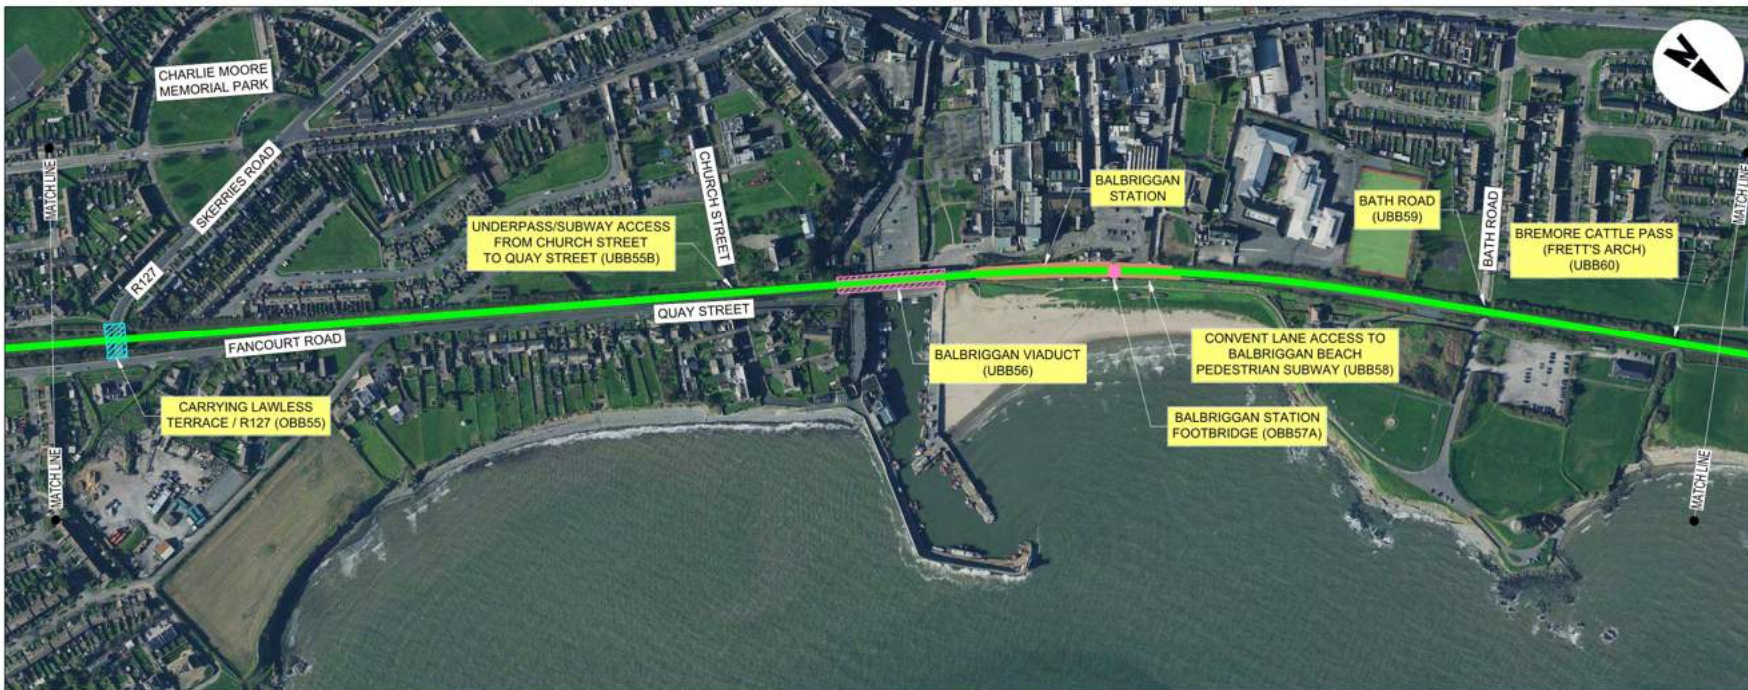 CHARLIE MOORE
MEMORIAL PARK
N
MATCH LINE
SKERRIES ROAD
CHURCH STREET
BALBRIGGAN
STATION
BATH ROAD
(UBB59)
BATH ROAD
MATCH LINE
UNDERPASS/SUBWAY ACCESS
FROM CHURCH STREET
TO QUAY STREET (UBB55B)
BREMORE CATTLE PASS
(FRETT'S ARCH)
(UBB60)
R127
QUAY STREET
FANCOURT ROAD
BALBRIGGAN VIADUCT
(UBB56)
CONVENT LANE ACCESS TO
BALBRIGGAN BEACH
PEDESTRIAN SUBWAY (UBB58)
CARRYING LAWLESS
TERRACE / R127 (OBB55)
BALBRIGGAN STATION
FOOTBRIDGE (OBB57A)
MATCH LINE
MATCH LINE